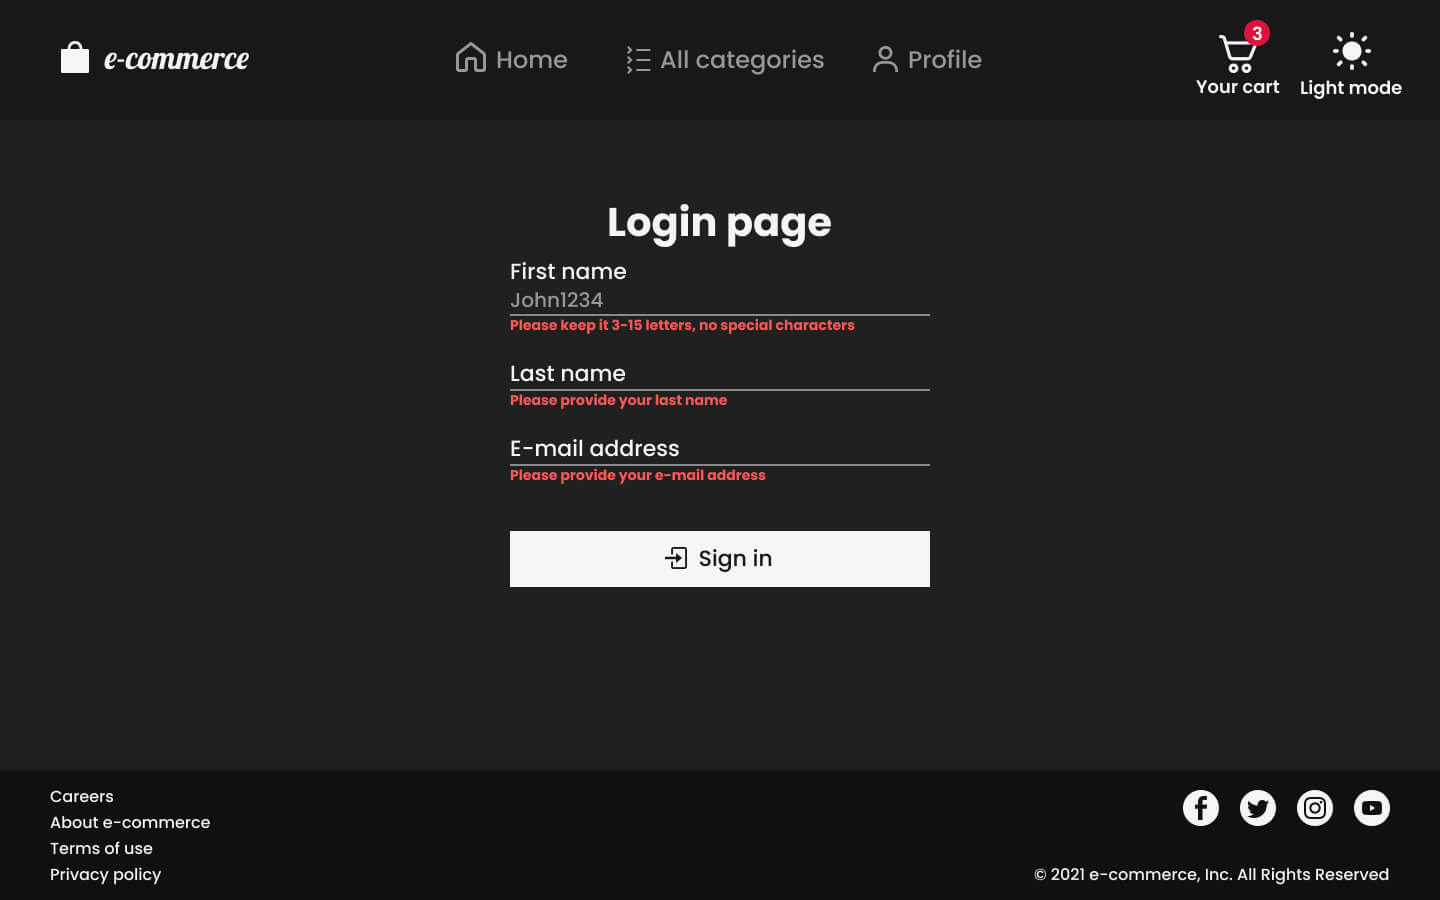 e-commerce
Home
All categories
Profile
3
Your cart
Light mode
Login page
First name
John1234
Please keep it 3-15 letters, no special characters
Last name
Please provide your last name
E-mail address
Please provide your e-mail address
Sign in
Careers
About e-commerce
Terms of use
Privacy policy
© 2021 e-commerce, Inc. All Rights Reserved